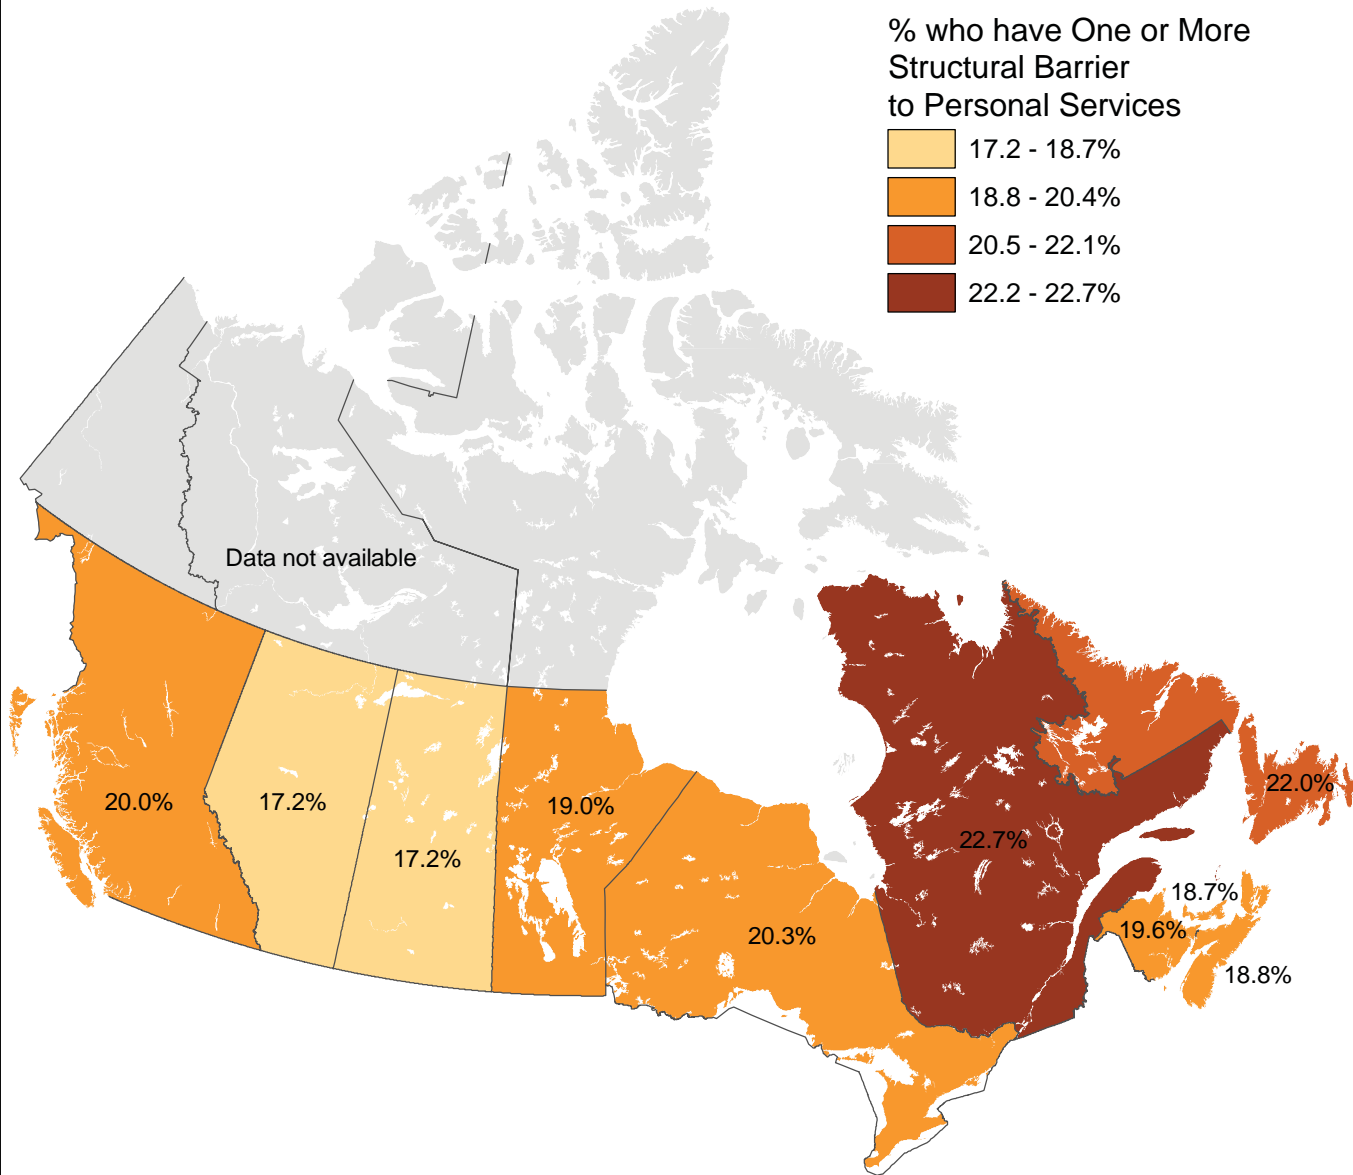 % who have One or More
Structural Barrier
to Personal Services
17.2 - 18.7%
18.8 - 20.4%
20.5 - 22.1%
22.2 - 22.7%
Data not available
20.0%
17.2%
17.2%
19.0%
20.3%
22.7%
22.0%
18.7%
19.6%
18.8%